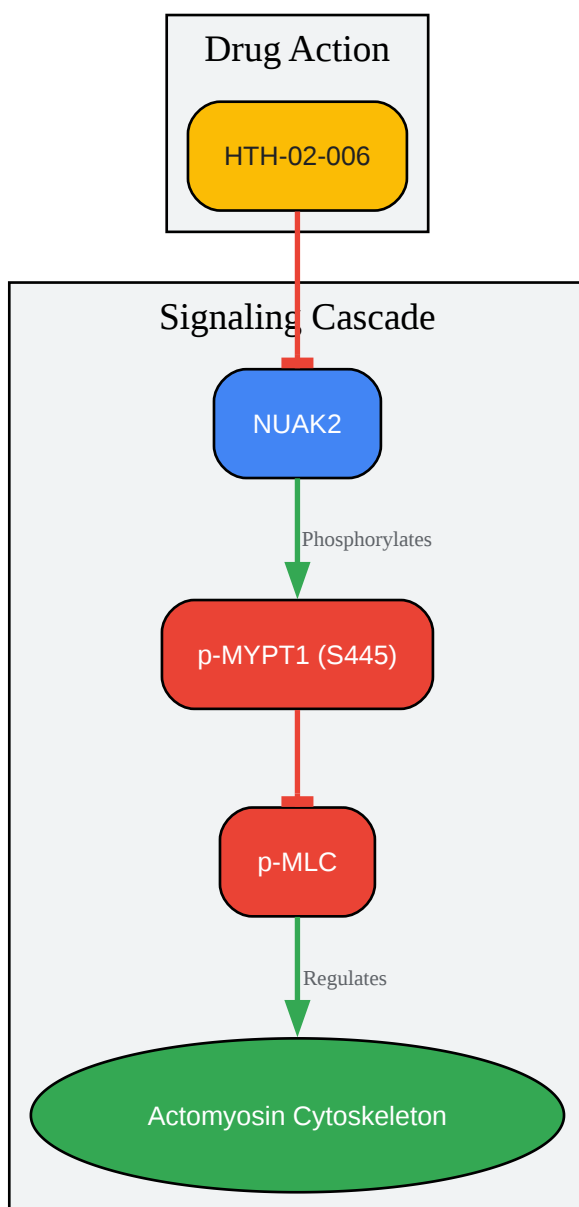 Drug Action
HTH-02-006
Signaling Cascade
NUAK2
Phosphorylates
p-MYPT1 (S445)
p-MLC
Regulates
Actomyosin Cytoskeleton